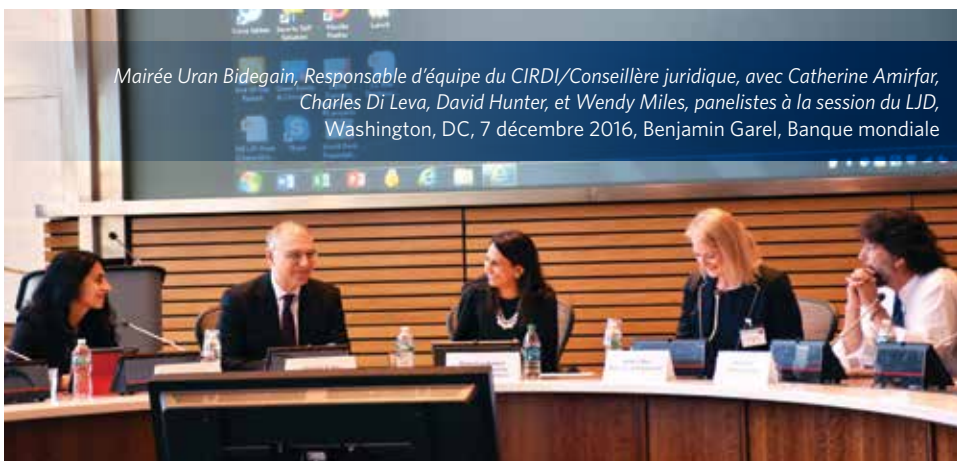 Mairée Uran Bidegain, Responsable d'équipe du CIRDI/Conseillère juridique, avec Catherine Amirfar,
Charles Di Leva, David Hunter, et Wendy Miles, panelistes à la session du LJD,
Washington, DC, 7 décembre 2016, Benjamin Garel, Banque mondiale